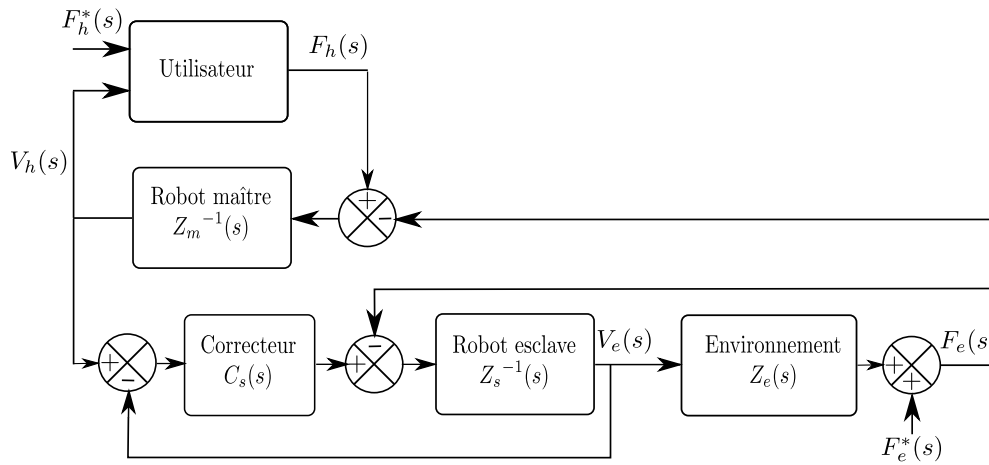 F_h^*(s)
Utilisateur
F_h(s)
V_h(s)
Robot maître
Z_m^{-1}(s)
+
−
Correcteur
C_s(s)
+
−
−
+
Robot esclave
Z_s^{-1}(s)
V_e(s)
Environnement
Z_e(s)
+
+
F_e(s)
F_e^*(s)